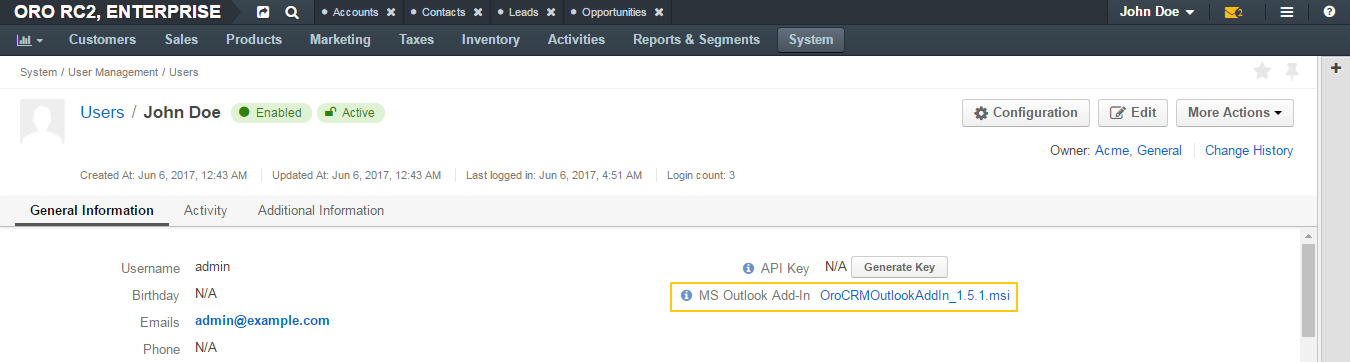 ORO RC2, ENTERPRISE Accounts Contacts Leads Opportunities John Doe 2
Customers Sales Products Marketing Taxes Inventory Activities Reports & Segments System
System / User Management / Users
Users / John Doe Enabled Active Configuration Edit More Actions
Owner: Acme, General Change History
Created At: Jun 6, 2017, 12:43 AM Updated At: Jun 6, 2017, 12:43 AM Last logged in: Jun 6, 2017, 4:51 AM Login count: 3
General Information Activity Additional Information
Username admin API Key N/A Generate Key
Birthday N/A MS Outlook Add-In OroCRMOutlookAddIn_1.5.1.msi
Emails admin@example.com
Phone N/A